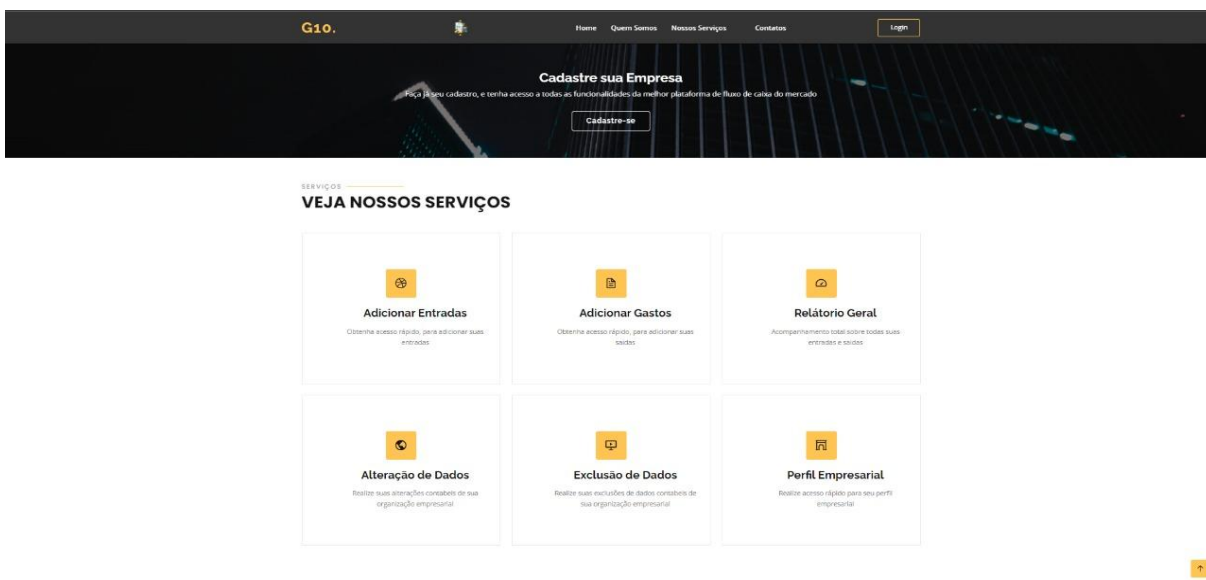 G10.
Home Quem Somos Nossos Serviços Contatos Login
Cadastre sua Empresa
Faça já seu cadastro, e tenha acesso a todas as funcionalidades da melhor plataforma de fluxo de caixa do mercado
Cadastre-se
SERVIÇOS
VEJA NOSSOS SERVIÇOS
Adicionar Entradas
Obtenha acesso rápido, para adicionar suas
entradas
Adicionar Gastos
Obtenha acesso rápido, para adicionar suas
saídas
Relátorio Geral
Acompanhamento total sobre todas suas
entradas e saídas
Alteração de Dados
Realize suas alterações contabeis de sua
organização empresarial
Exclusão de Dados
Realize suas exclusões de dados contabeis de
sua organização empresarial
Perfil Empresarial
Realize acesso rápido para seu perfil
empresarial